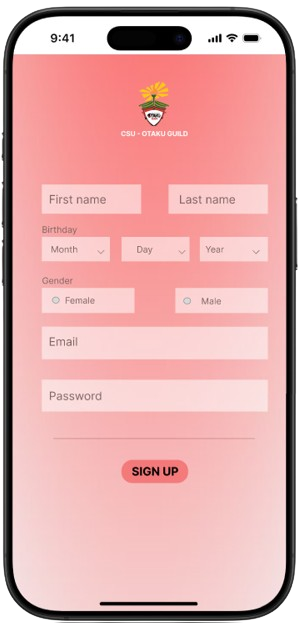 9:41
CSU - OTAKU GUILD
First name Last name
Birthday
Month Day Year
Gender
Female Male
Email
Password
SIGN UP